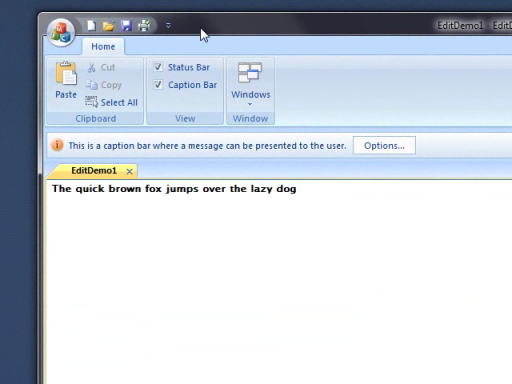 EditDemo1 - EditD
Home
Cut
Copy
Select All
Paste
Clipboard
Status Bar
Caption Bar
View
Windows
Window
This is a caption bar where a message can be presented to the user. Options...
EditDemo1
The quick brown fox jumps over the lazy dog